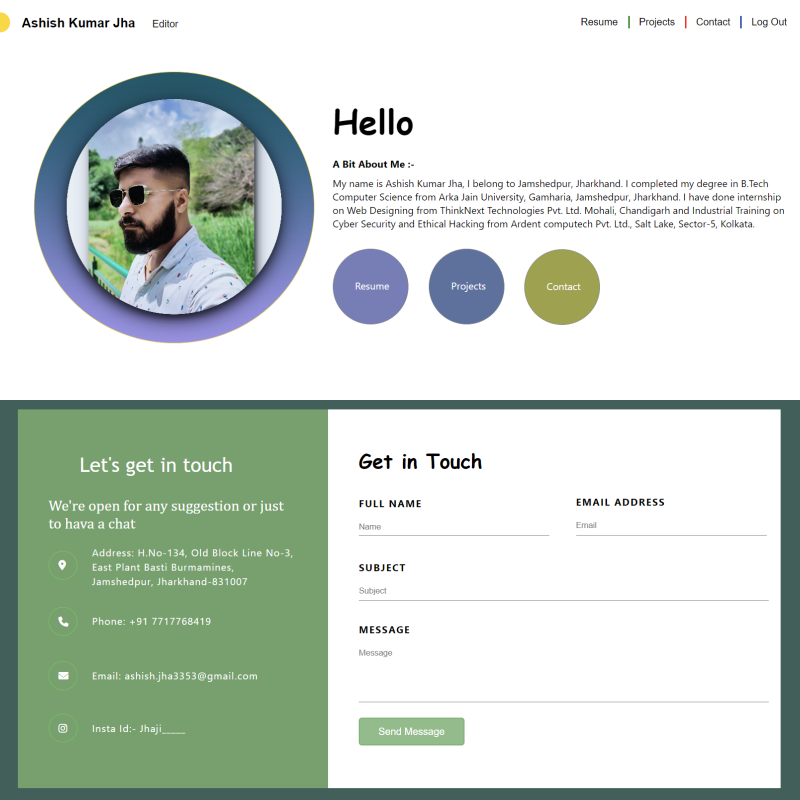 Ashish Kumar Jha Editor Resume Projects Contact Log Out
Hello
A Bit About Me :-
My name is Ashish Kumar Jha, I belong to Jamshedpur, Jharkhand. I completed my degree in B.Tech
Computer Science from Arka Jain University, Gamharia, Jamshedpur, Jharkhand. I have done internship
on Web Designing from ThinkNext Technologies Pvt. Ltd. Mohali, Chandigarh and Industrial Training on
Cyber Security and Ethical Hacking from Ardent computech Pvt. Ltd., Salt Lake, Sector-5, Kolkata.
Resume Projects Contact
Let's get in touch
We're open for any suggestion or just
to hava a chat
Address: H.No-134, Old Block Line No-3,
East Plant Basti Burmamines,
Jamshedpur, Jharkhand-831007
Phone: +91 7717768419
Email: ashish.jha3353@gmail.com
Insta Id:- Jhaji_____
Get in Touch
FULL NAME EMAIL ADDRESS
Name Email
SUBJECT
Subject
MESSAGE
Message
Send Message